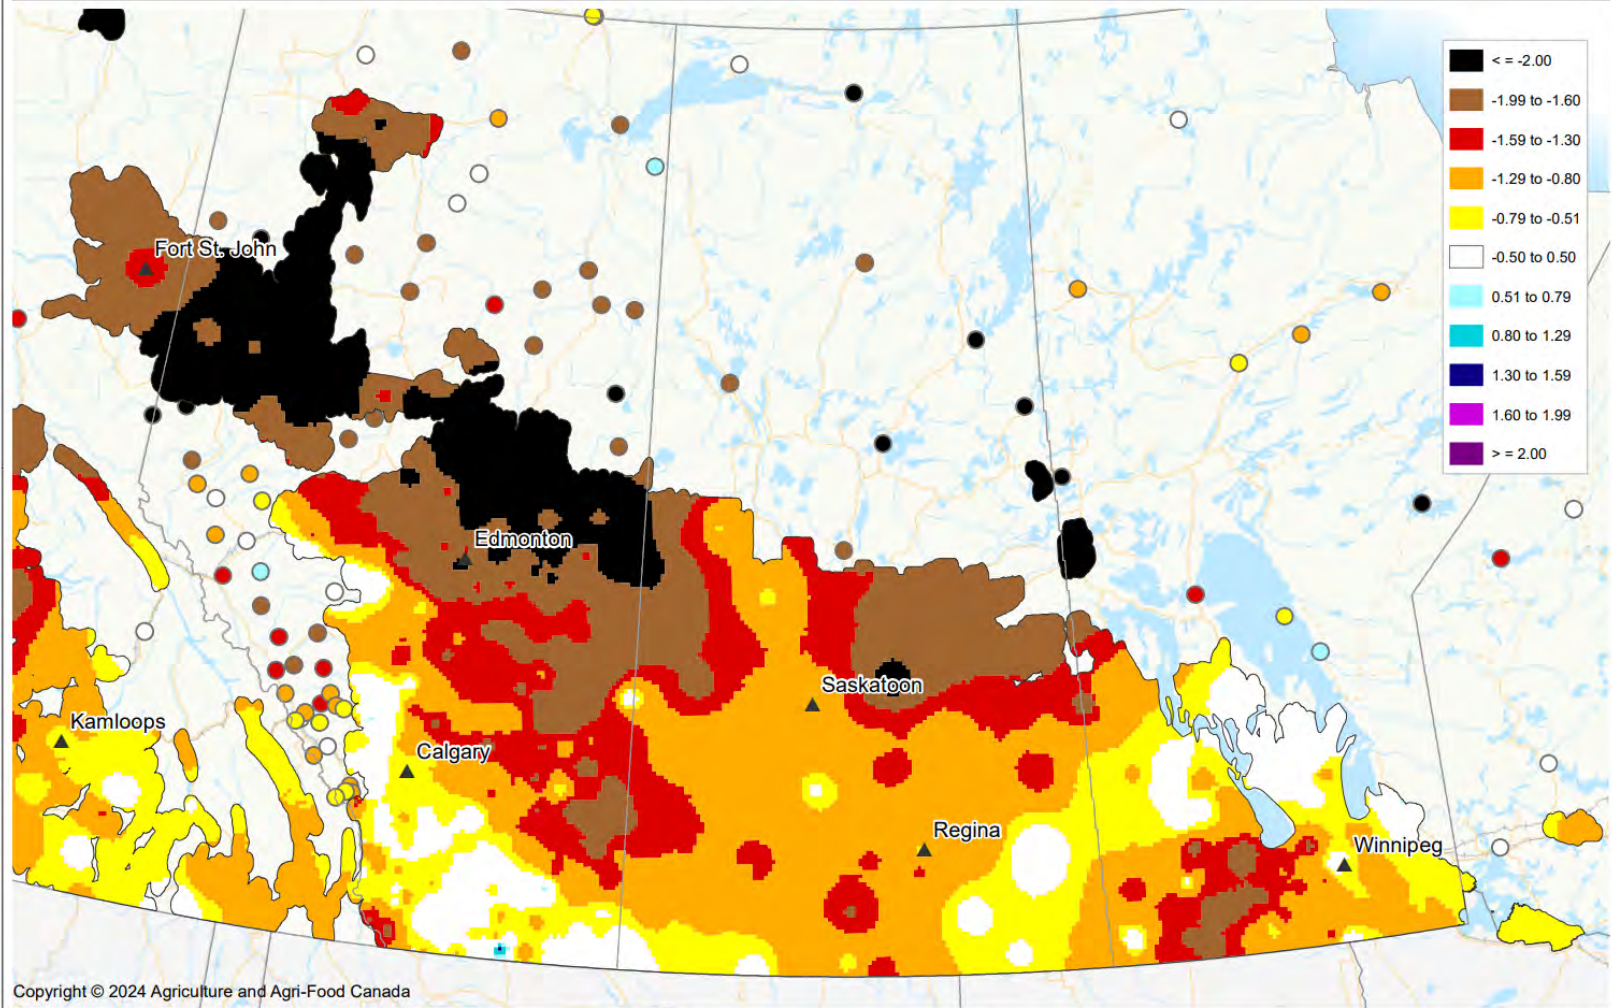 < = -2.00
-1.99 to -1.60
-1.59 to -1.30
-1.29 to -0.80
-0.79 to -0.51
-0.50 to 0.50
0.51 to 0.79
0.80 to 1.29
1.30 to 1.59
1.60 to 1.99
> = 2.00
Fort St. John
Edmonton
Saskatoon
Kamloops
Calgary
Regina
Winnipeg
Copyright © 2024 Agriculture and Agri-Food Canada